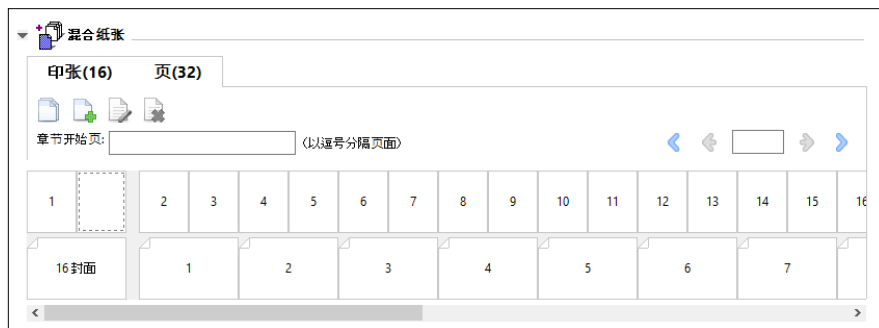 混合纸张
印张(16) 页(32)
章节开始页: (以逗号分隔页面)
1 2 3 4 5 6 7 8 9 10 11 12 13 14 15 16
16封面 1 2 3 4 5 6 7